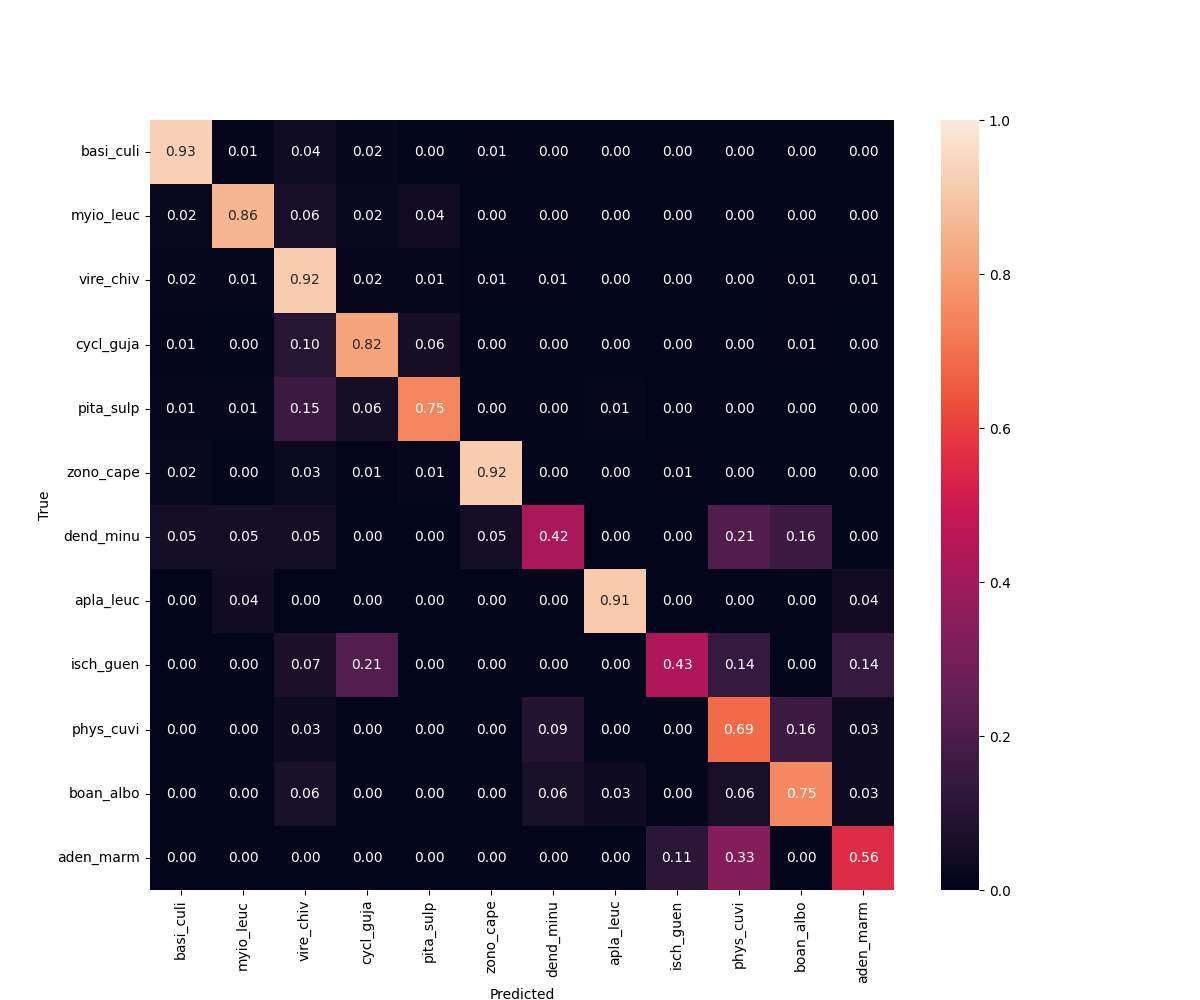 basi_culi 0.93 0.01 0.04 0.02 0.00 0.01 0.00 0.00 0.00 0.00 0.00 0.00
myio_leuc 0.02 0.86 0.06 0.02 0.04 0.00 0.00 0.00 0.00 0.00 0.00 0.00
vire_chiv 0.02 0.01 0.92 0.02 0.01 0.01 0.01 0.00 0.00 0.00 0.01 0.01
cycl_guja 0.01 0.00 0.10 0.82 0.06 0.00 0.00 0.00 0.00 0.00 0.01 0.00
pita_sulp 0.01 0.01 0.15 0.06 0.75 0.00 0.00 0.01 0.00 0.00 0.00 0.00
zono_cape 0.02 0.00 0.03 0.01 0.01 0.92 0.00 0.00 0.01 0.00 0.00 0.00
dend_minu 0.05 0.05 0.05 0.00 0.00 0.05 0.42 0.00 0.00 0.21 0.16 0.00
apla_leuc 0.00 0.04 0.00 0.00 0.00 0.00 0.00 0.91 0.00 0.00 0.00 0.04
isch_guen 0.00 0.00 0.07 0.21 0.00 0.00 0.00 0.00 0.43 0.14 0.00 0.14
phys_cuvi 0.00 0.00 0.03 0.00 0.00 0.00 0.09 0.00 0.00 0.69 0.16 0.03
boan_albo 0.00 0.00 0.06 0.00 0.00 0.00 0.06 0.03 0.00 0.06 0.75 0.03
aden_marm 0.00 0.00 0.00 0.00 0.00 0.00 0.00 0.00 0.11 0.33 0.00 0.56
basi_culi myio_leuc vire_chiv cycl_guja pita_sulp zono_cape dend_minu apla_leuc isch_guen phys_cuvi boan_albo aden_marm
Predicted
True
1.0
0.8
0.6
0.4
0.2
0.0